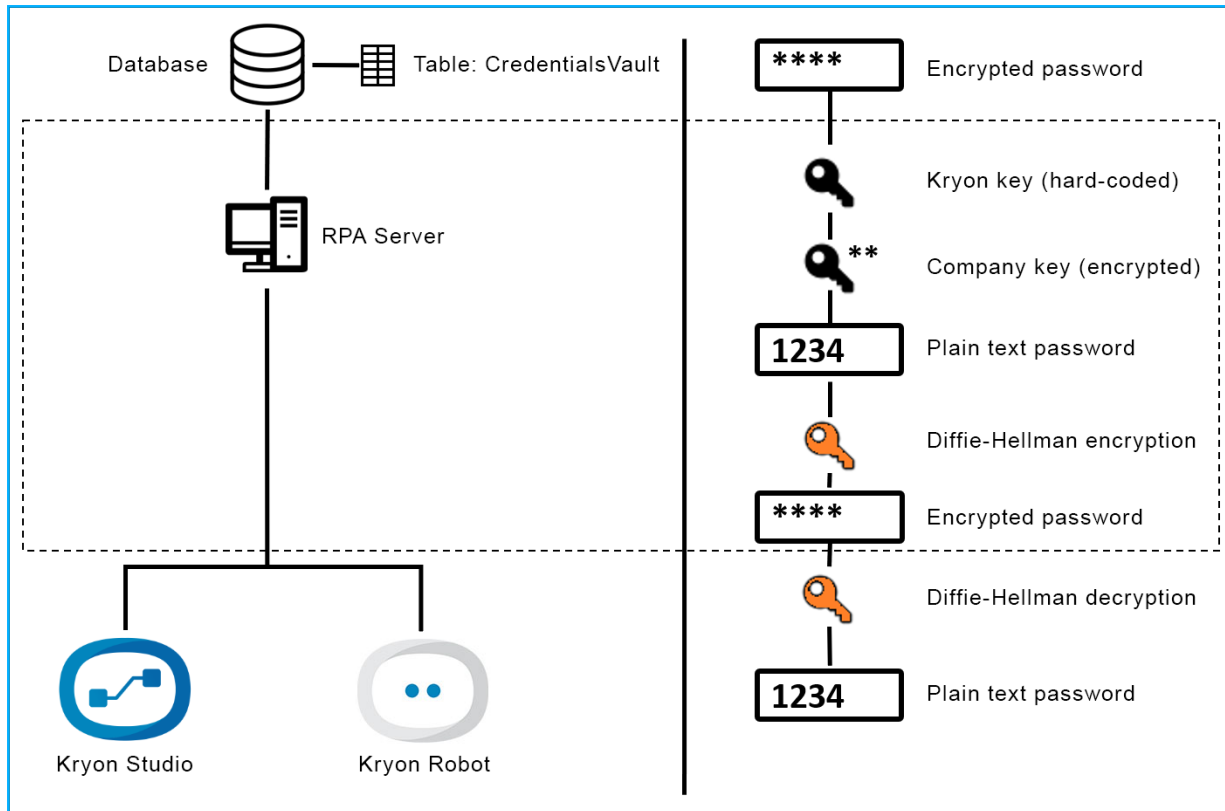 Database
Table: CredentialsVault
RPA Server
Kryon Studio
Kryon Robot
****
Encrypted password
Kryon key (hard-coded)
**
Company key (encrypted)
1234
Plain text password
Diffie-Hellman encryption
****
Encrypted password
Diffie-Hellman decryption
1234
Plain text password